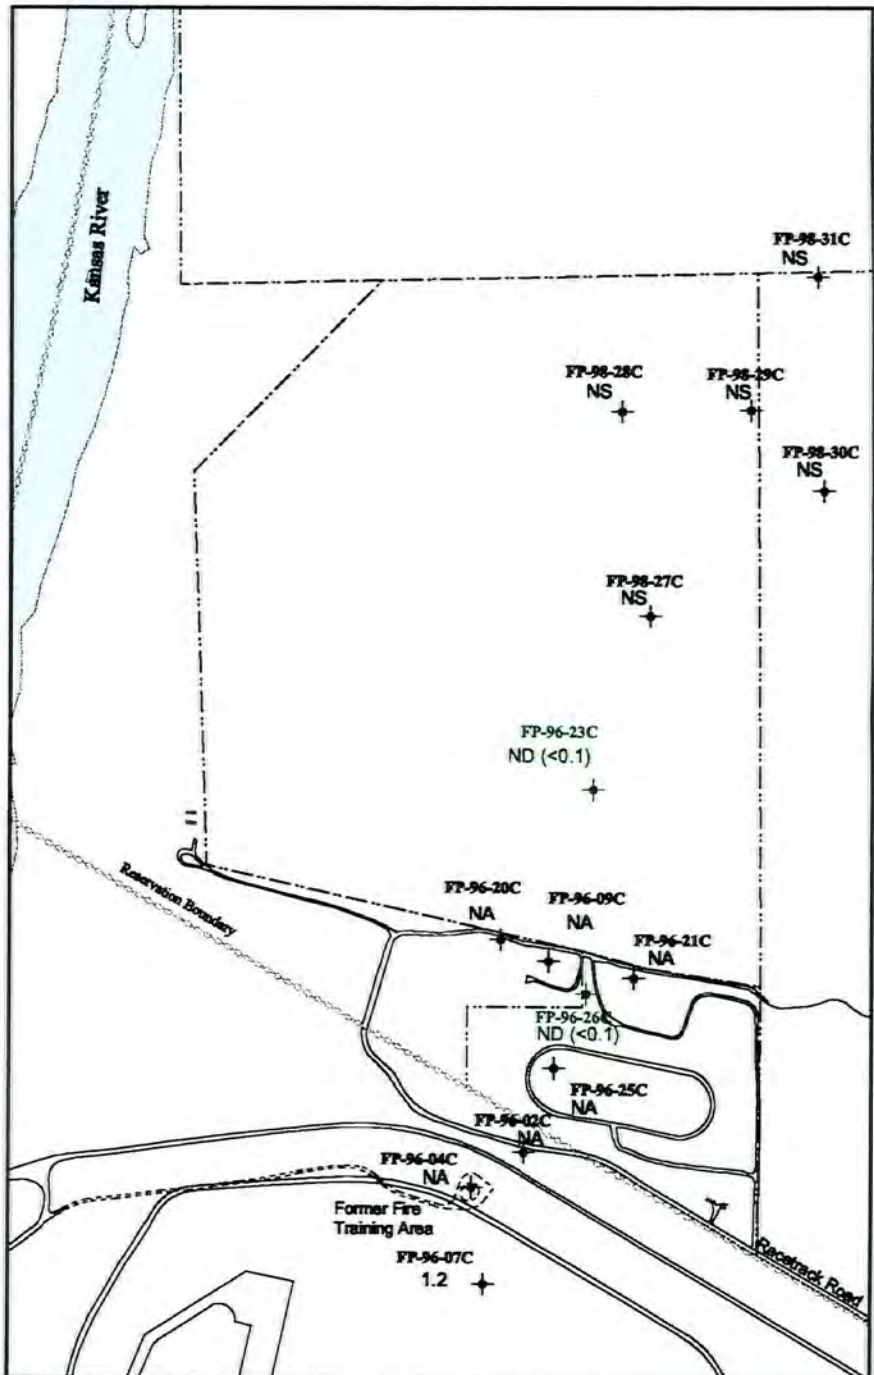 Kansas River
FP-98-31C
NS
FP-98-28C
NS
FP-98-29C
NS
FP-98-30C
NS
FP-98-27C
NS
FP-96-23C
ND (<0.1)
Reservation Boundary
FP-96-20C
NA
FP-96-09C
NA
FP-96-21C
NA
FP-96-26C
ND (<0.1)
FP-96-25C
NA
FP-96-02C
NA
FP-96-04C
NA
Former Fire
Training Area
FP-96-07C
1.2
Racetrack Road